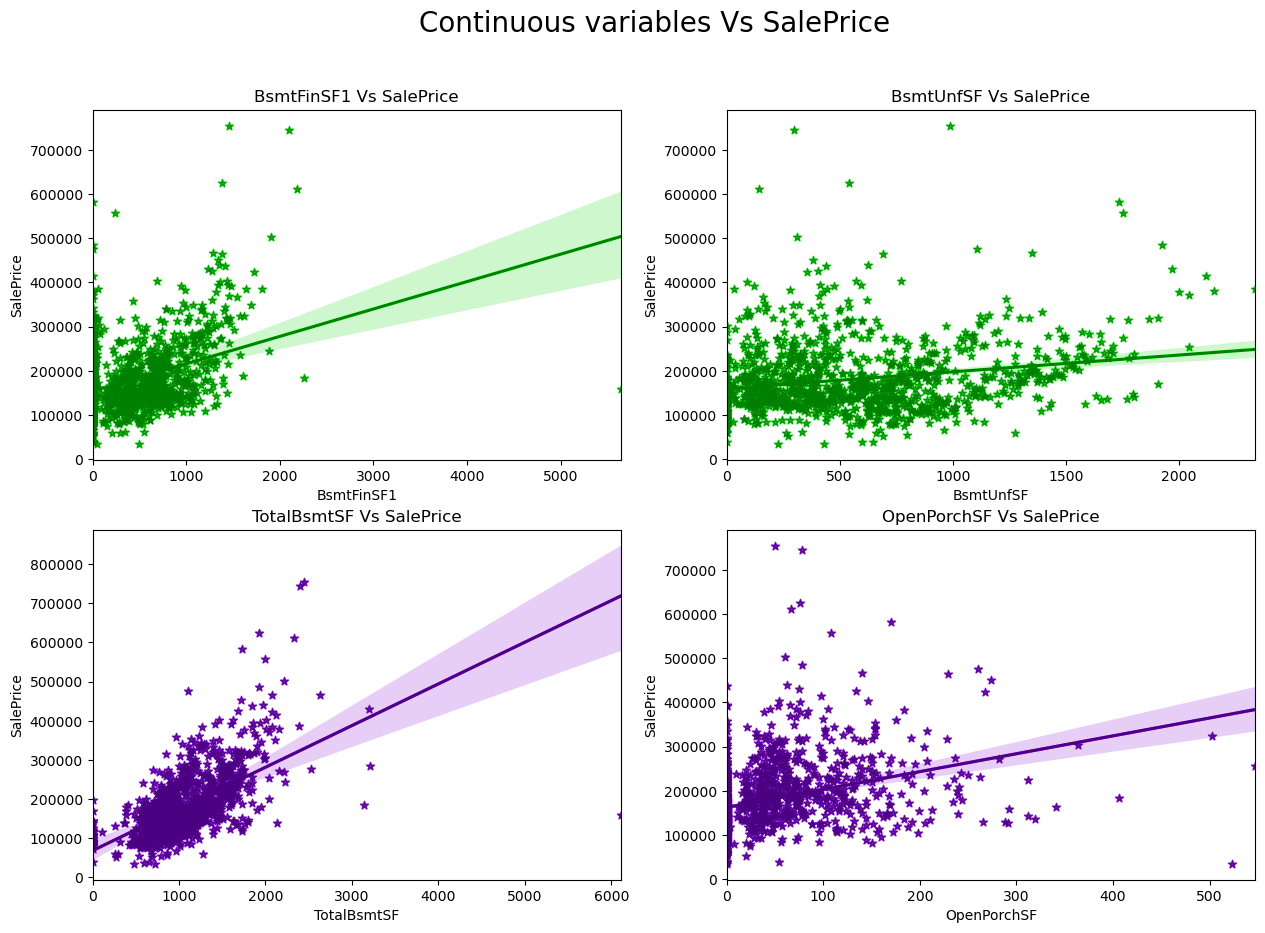 Continuous variables Vs SalePrice
BsmtFinSF1 Vs SalePrice
SalePrice
700000
600000
500000
400000
300000
200000
100000
0
0 1000 2000 3000 4000 5000
BsmtFinSF1
BsmtUnfSF Vs SalePrice
SalePrice
700000
600000
500000
400000
300000
200000
100000
0
0 500 1000 1500 2000
BsmtUnfSF
TotalBsmtSF Vs SalePrice
SalePrice
800000
700000
600000
500000
400000
300000
200000
100000
0
0 1000 2000 3000 4000 5000 6000
TotalBsmtSF
OpenPorchSF Vs SalePrice
SalePrice
700000
600000
500000
400000
300000
200000
100000
0
0 100 200 300 400 500
OpenPorchSF